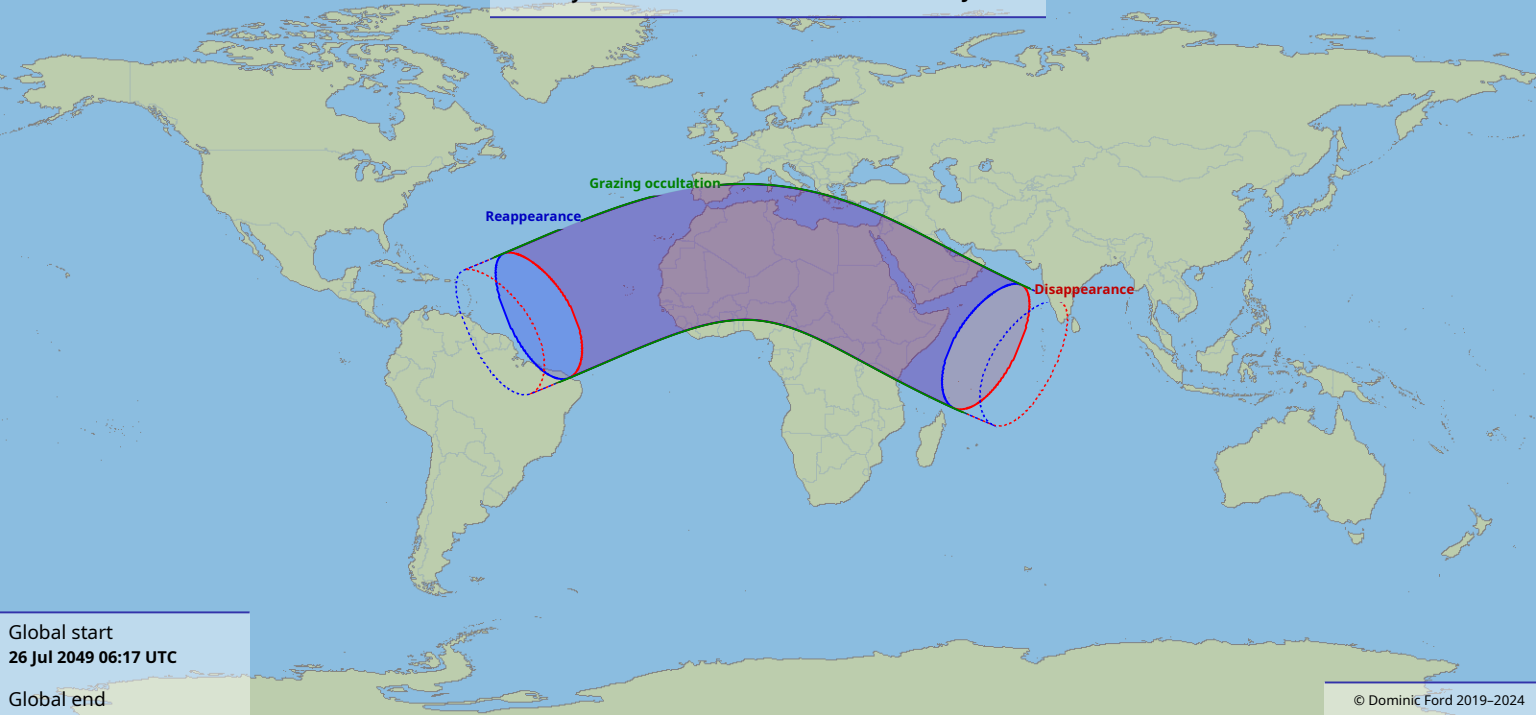 Grazing occultation
Reappearance
Disappearance
Global start
26 Jul 2049 06:17 UTC
Global end
© Dominic Ford 2019–2024